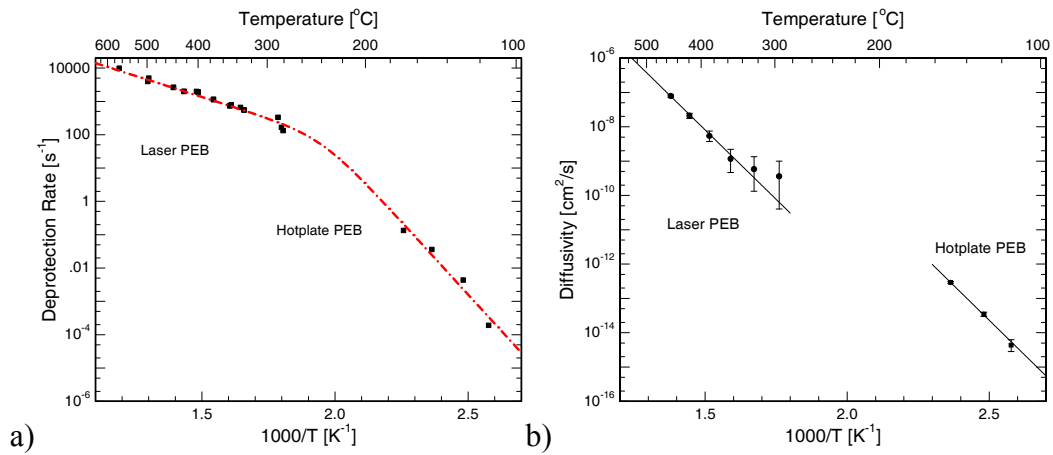 Temperature [°C]
600 500 400 300 200 100
10000
100
1
.01
10-4
10-6
Deprotection Rate [s-1]
Laser PEB
Hotplate PEB
1.5 2.0 2.5
1000/T [K-1]
a)
Temperature [°C]
500 400 300 200 100
10-6
10-8
10-10
10-12
10-14
10-16
Diffusivity [cm2/s]
Laser PEB
Hotplate PEB
1.5 2.0 2.5
1000/T [K-1]
b)